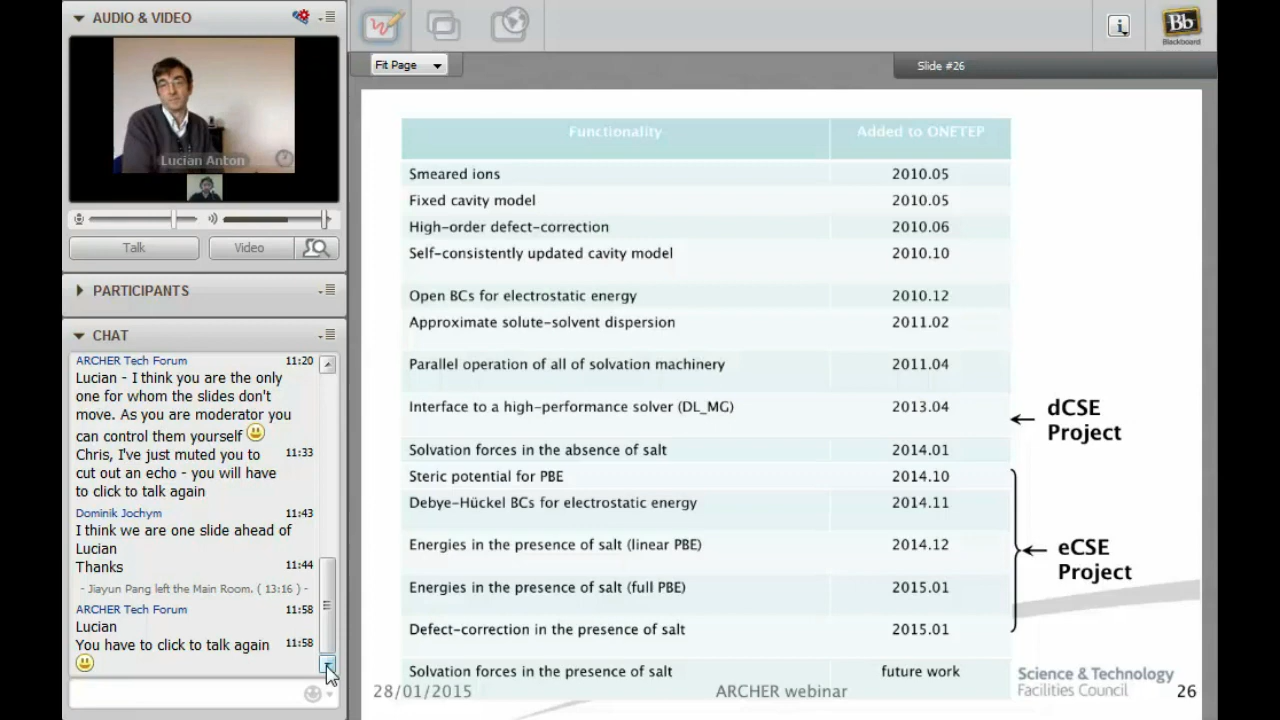 AUDIO & VIDEO
Lucian Anton
Talk
Video
PARTICIPANTS
CHAT
ARCHER Tech Forum 11:20
Lucian - I think you are the only
one for whom the slides don't
move. As you are moderator you
can control them yourself
Chris, I've just muted you to 11:33
cut out an echo - you will have
to click to talk again
Dominik Jochym 11:43
I think we are one slide ahead of
Lucian
Thanks 11:44
- Jiayun Pang left the Main Room. ( 13:16 ) -
ARCHER Tech Forum 11:58
Lucian
You have to click to talk again 11:58
Fit Page
Slide #26
i
Bb
Blackboard
Functionality Added to ONETEP
Smeared ions 2010.05
Fixed cavity model 2010.05
High-order defect-correction 2010.06
Self-consistently updated cavity model 2010.10
Open BCs for electrostatic energy 2010.12
Approximate solute-solvent dispersion 2011.02
Parallel operation of all of solvation machinery 2011.04
Interface to a high-performance solver (DL_MG) 2013.04
Solvation forces in the absence of salt 2014.01
Steric potential for PBE 2014.10
Debye-Hückel BCs for electrostatic energy 2014.11
Energies in the presence of salt (linear PBE) 2014.12
Energies in the presence of salt (full PBE) 2015.01
Defect-correction in the presence of salt 2015.01
Solvation forces in the presence of salt future work
dCSE
Project
eCSE
Project
28/01/2015 ARCHER webinar
Science & Technology
Facilities Council
26